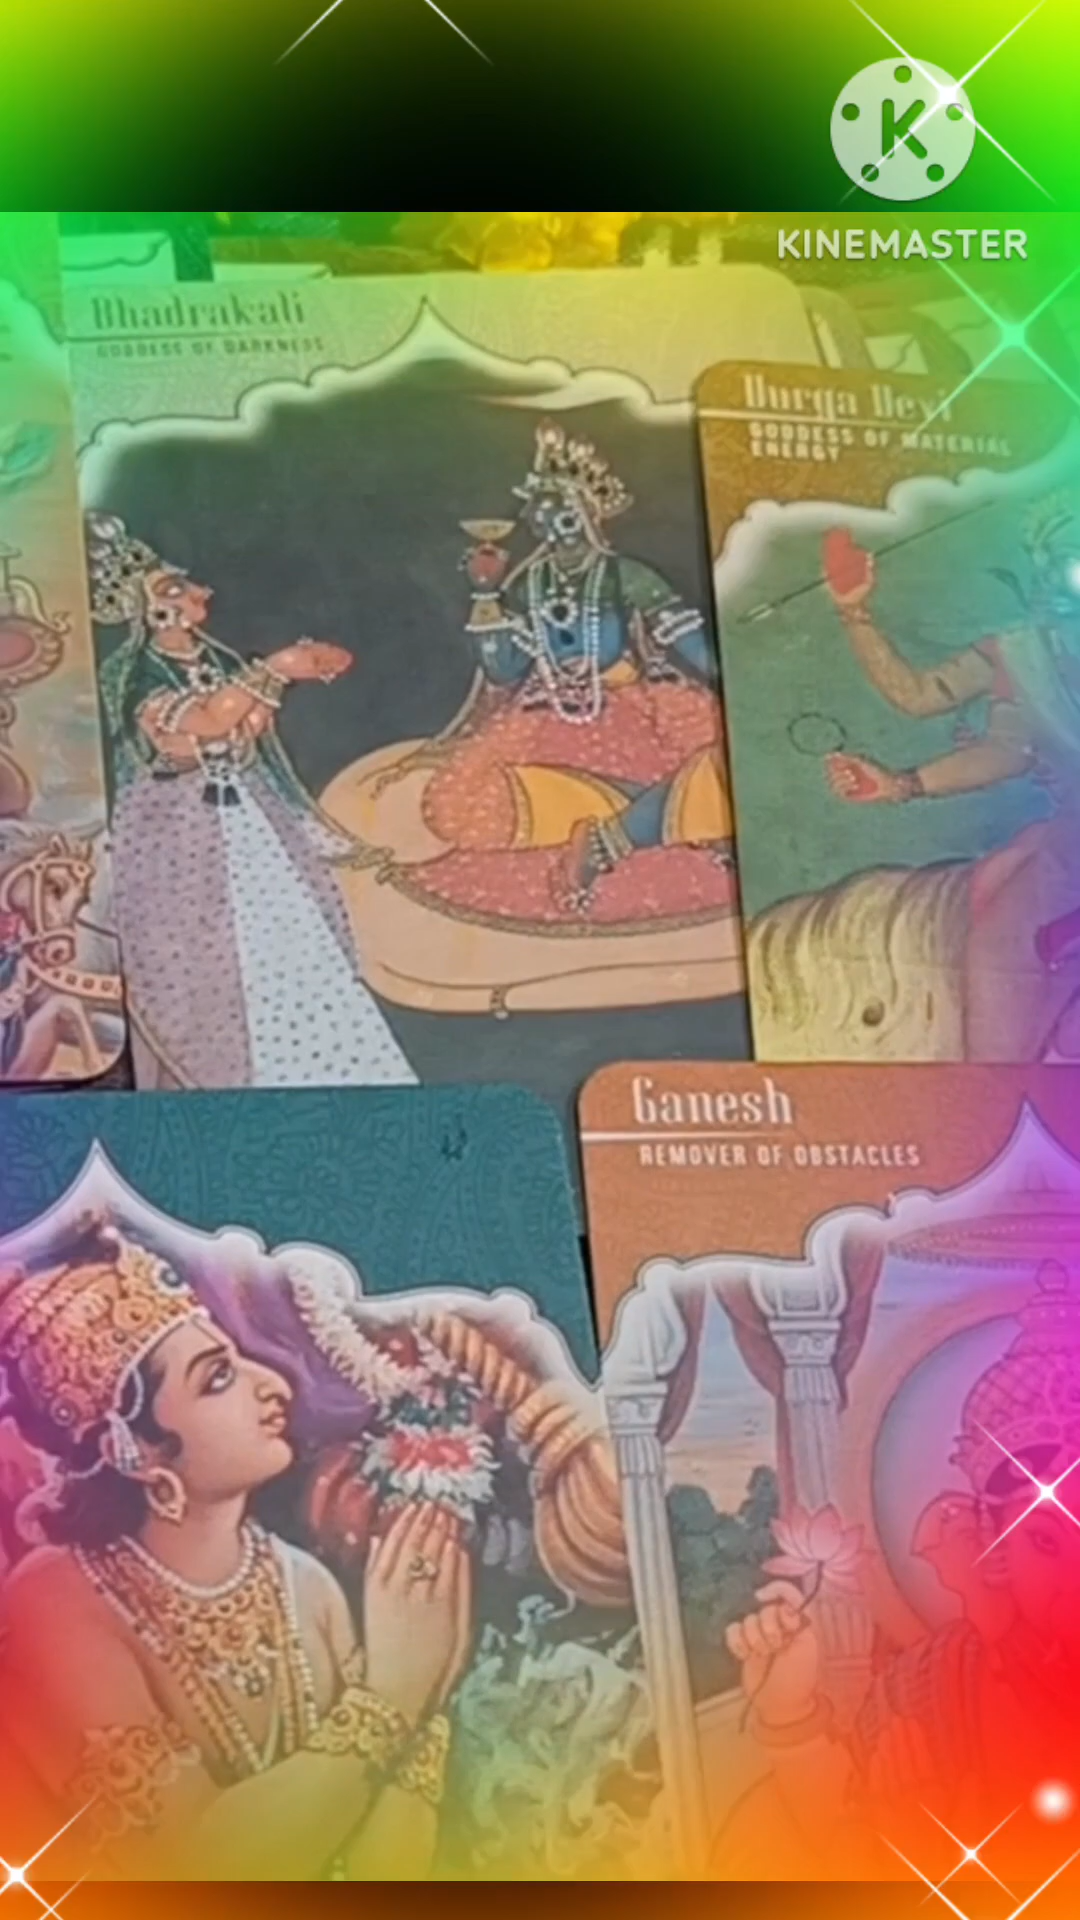 K
KINEMASTER
Bhadrakali
GODDESS OF DARKNESS
Durga Devi
GODDESS OF MATERIAL
ENERGY
Ganesh
REMOVER OF OBSTACLES